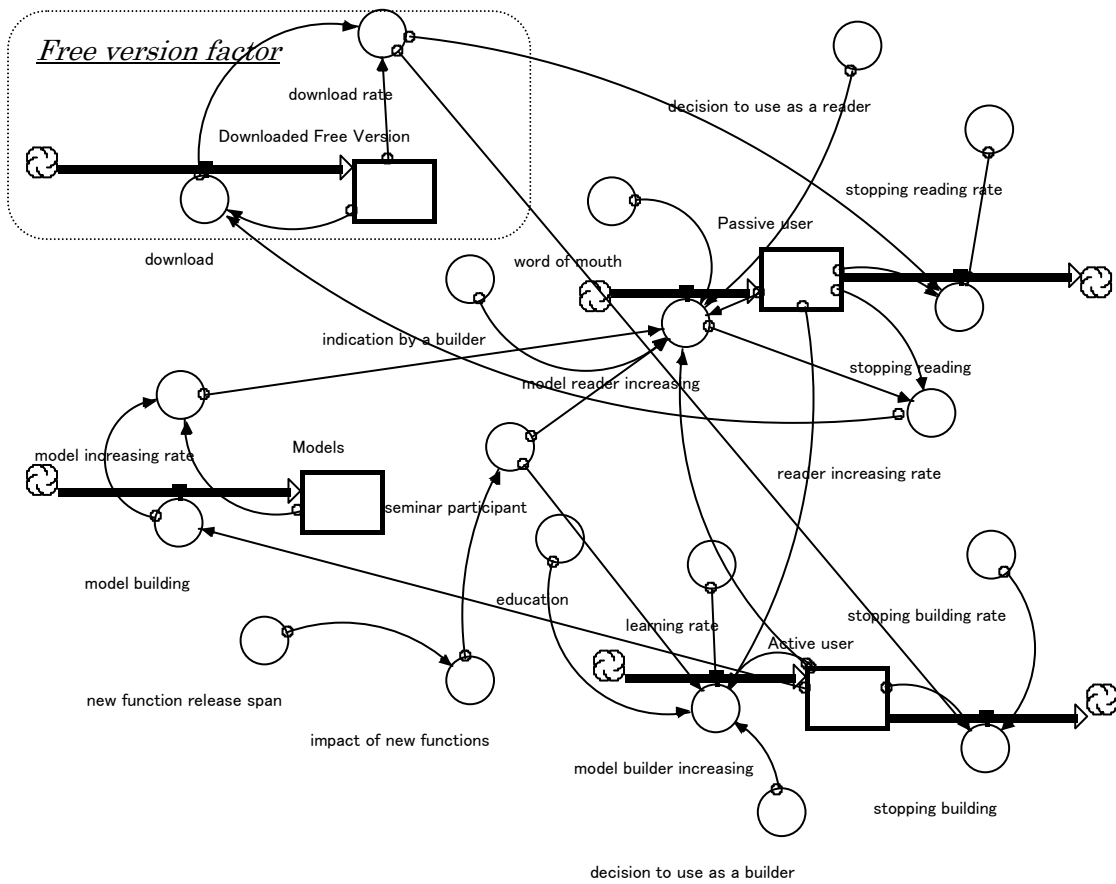 Free version factor
download rate
decision to use as a reader
Downloaded Free Version
stopping reading rate
Passive user
download
word of mouth
indication by a builder
stopping reading
model reader increasing
Models
model increasing rate
reader increasing rate
seminar participant
model building
education
learning rate
stopping building rate
Active user
new function release span
impact of new functions
model builder increasing
stopping building
decision to use as a builder